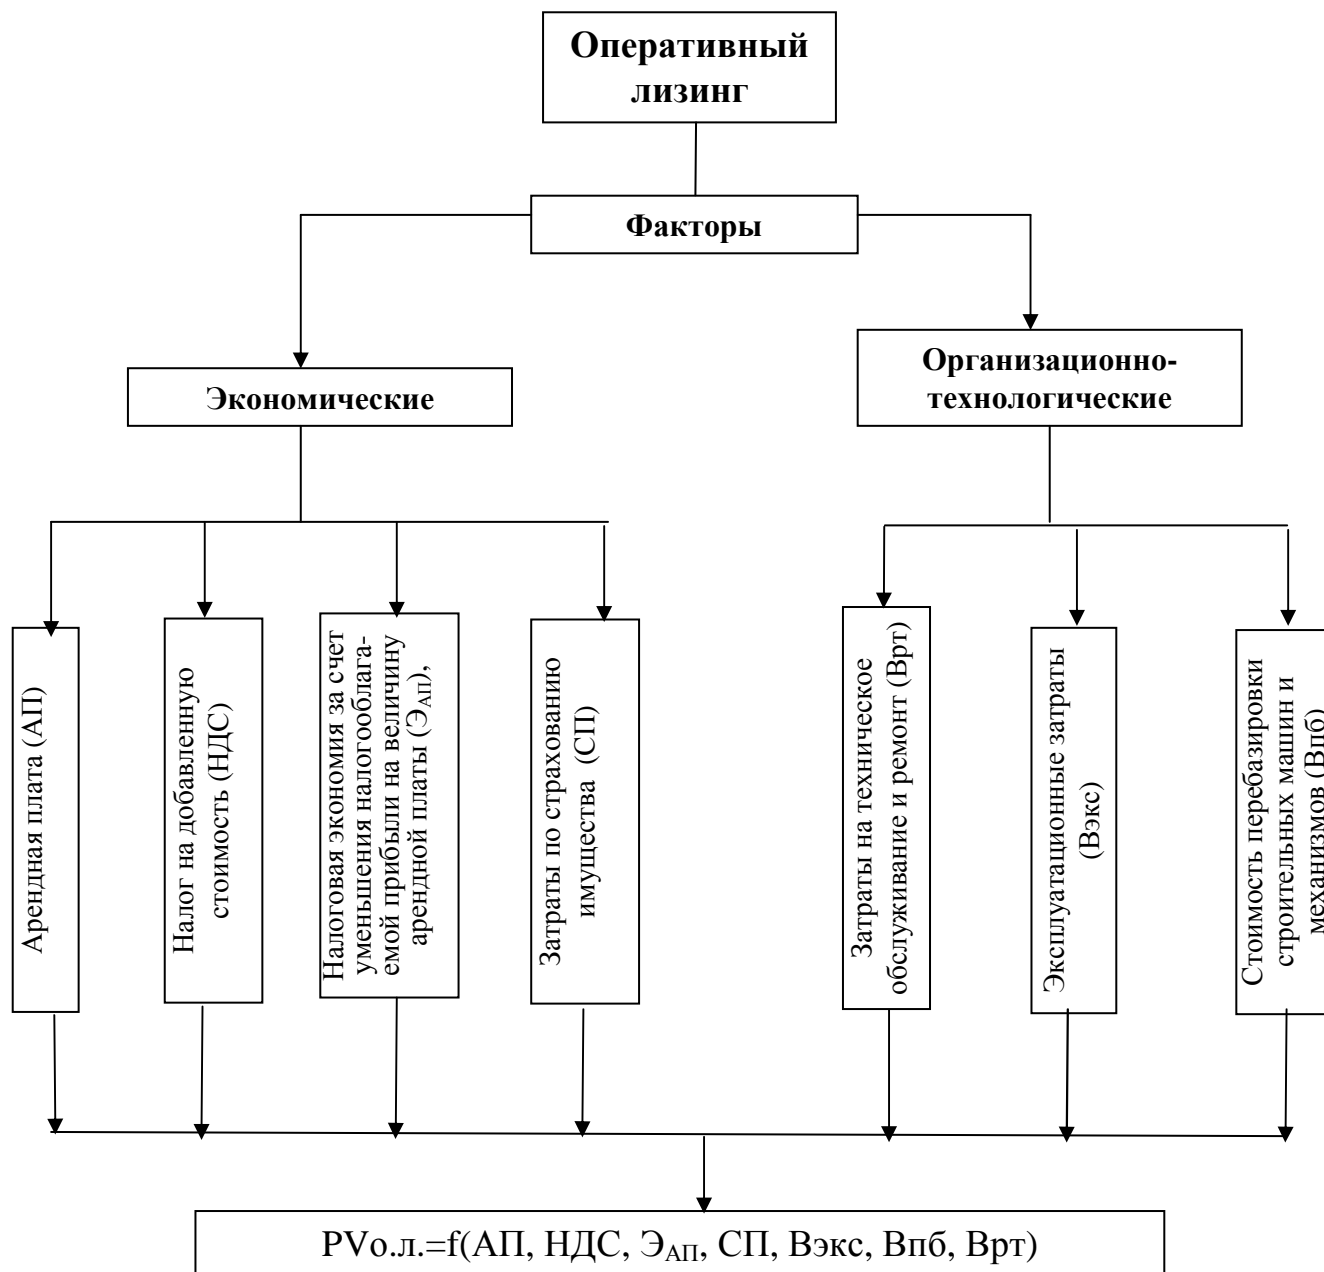 Оперативный
лизинг
Факторы
Экономические
Организационно-
технологические
Арендная плата (АП)
Налог на добавленную
стоимость (НДС)
Налоговая экономия за счет
уменьшения налогооблага-
емой прибыли на величину
арендной платы (ЭАП),
Затраты по страхованию
имущества (СП)
Затраты на техническое
обслуживание и ремонт (Врт)
Эксплуатационные затраты
(Вэкс)
Стоимость перебазировки
строительных машин и
механизмов (Впб)
PVо.л.=f(АП, НДС, ЭАП, СП, Вэкс, Впб, Врт)